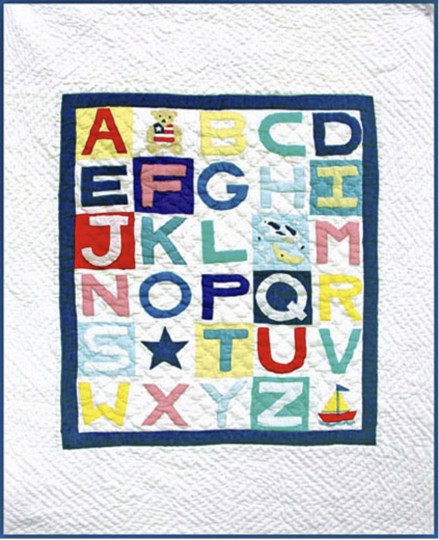 A B C D
E F G H I
J K L M
N O P Q R
S T U V
W X Y Z